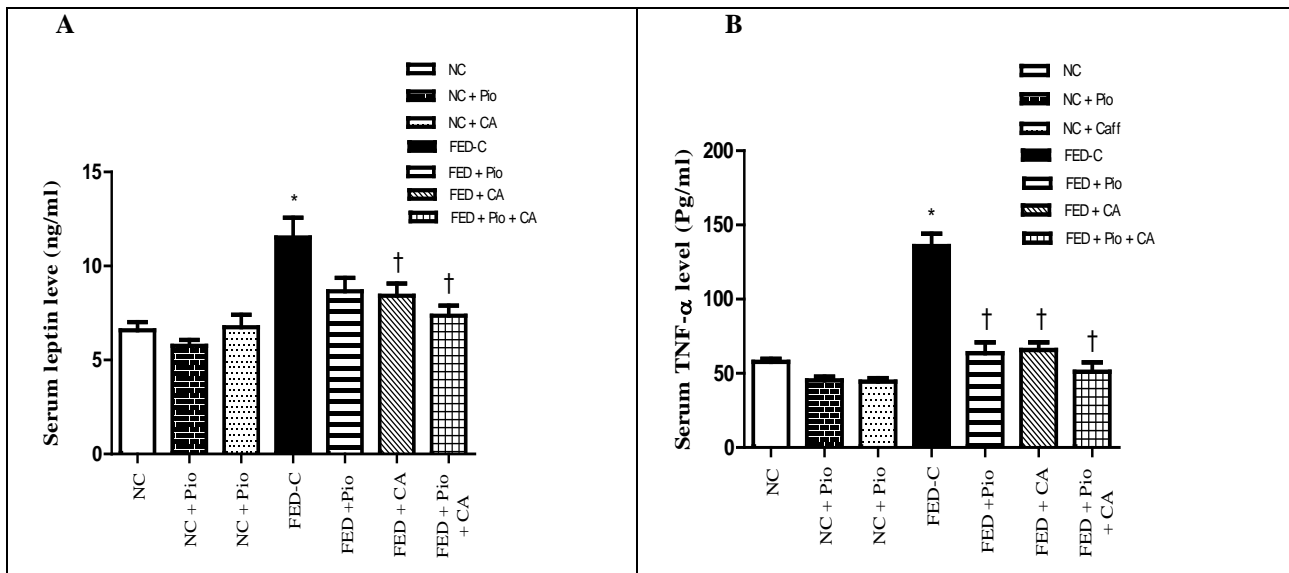 A
NC
NC + Pio
NC + CA
FED-C
FED + Pio
FED + CA
FED + Pio + CA
Serum leptin leve (ng/ml)
15
10
5
0
*
†
†
NC
NC + Pio
NC + Pio
FED-C
FED +Pio
FED + CA
FED + Pio
+ CA
B
NC
NC + Pio
NC + Caff
FED-C
FED + Pio
FED + CA
FED + Pio + CA
Serum TNF-α level (Pg/ml)
200
150
100
50
0
*
†
†
†
NC
NC + Pio
NC + Pio
FED-C
FED +Pio
FED + CA
FED + Pio
+ CA